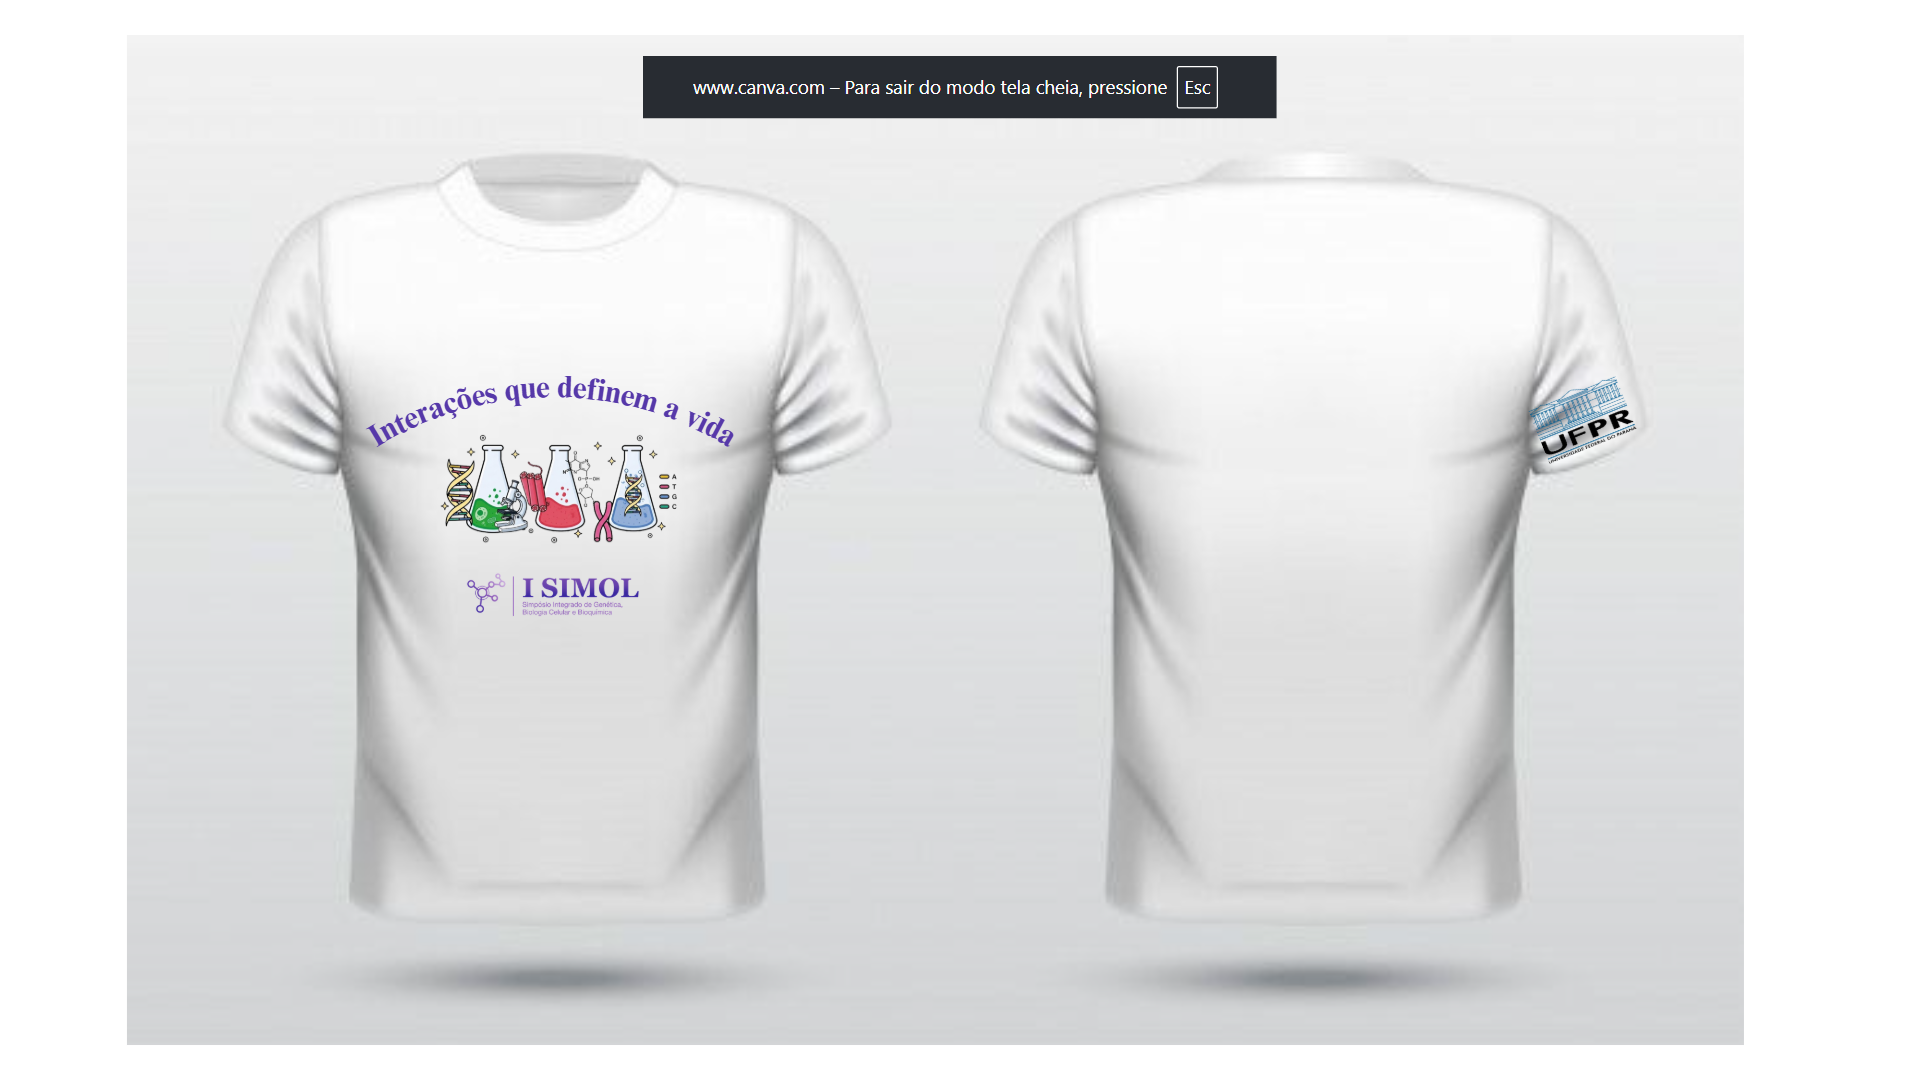 www.canva.com – Para sair do modo tela cheia, pressione Esc
Interações que definem a vida
A
T
G
C
I SIMOL
Simpósio Integrado de Genética,
Biologia Celular e Bioquímica
UFPR
UNIVERSIDADE FEDERAL DO PARANÁ